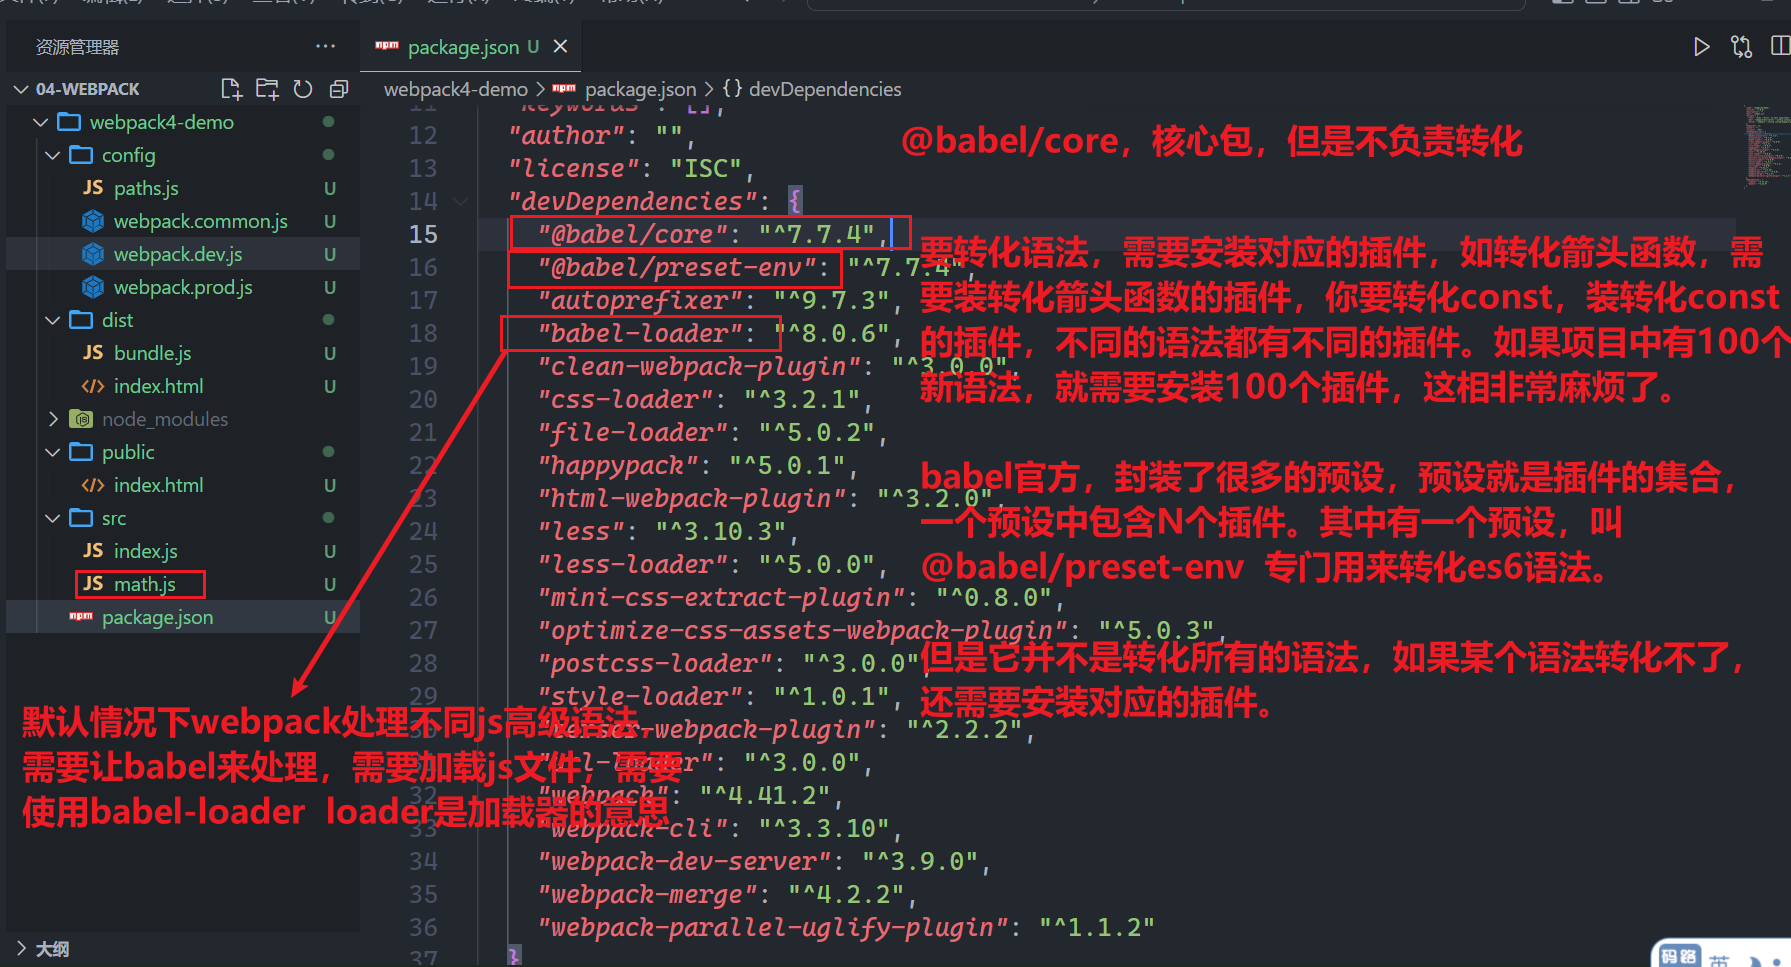 资源管理器
package.json U
04-WEBPACK
webpack4-demo > package.json > {} devDependencies
webpack4-demo
config
JS paths.js U
webpack.common.js U
webpack.dev.js U
webpack.prod.js U
dist
JS bundle.js U
index.html U
node_modules
public
index.html U
src
JS index.js U
JS math.js U
package.json U
大纲
11 "keywords": [],
12 "author": "",
13 "license": "ISC",
14 "devDependencies": {
15 "@babel/core": "^7.7.4",
16 "@babel/preset-env": "^7.7.4",
17 "autoprefixer": "^9.7.3",
18 "babel-loader": "^8.0.6",
19 "clean-webpack-plugin": "^3.0.0",
20 "css-loader": "^3.2.1",
21 "file-loader": "^5.0.2",
22 "happypack": "^5.0.1",
23 "html-webpack-plugin": "^3.2.0",
24 "less": "^3.10.3",
25 "less-loader": "^5.0.0",
26 "mini-css-extract-plugin": "^0.8.0",
27 "optimize-css-assets-webpack-plugin": "^5.0.3",
28 "postcss-loader": "^3.0.0",
29 "style-loader": "^1.0.1",
30 "terser-webpack-plugin": "^2.2.2",
"url-loader": "^3.0.0",
32 "webpack": "^4.41.2",
33 "webpack-cli": "^3.3.10",
34 "webpack-dev-server": "^3.9.0",
35 "webpack-merge": "^4.2.2",
36 "webpack-parallel-uglify-plugin": "^1.1.2"
37 }
@babel/core，核心包，但是不负责转化
要转化语法，需要安装对应的插件，如转化箭头函数，需
要装转化箭头函数的插件，你要转化const，装转化const
的插件，不同的语法都有不同的插件。如果项目中有100个
新语法，就需要安装100个插件，这相非常麻烦了。
babel官方，封装了很多的预设，预设就是插件的集合，
一个预设中包含N个插件。其中有一个预设，叫
@babel/preset-env 专门用来转化es6语法。
但是它并不是转化所有的语法，如果某个语法转化不了，
还需要安装对应的插件。
默认情况下webpack处理不同js高级语法，
需要让babel来处理，需要加载js文件，需要
使用babel-loader loader是加载器的意思
码路 英